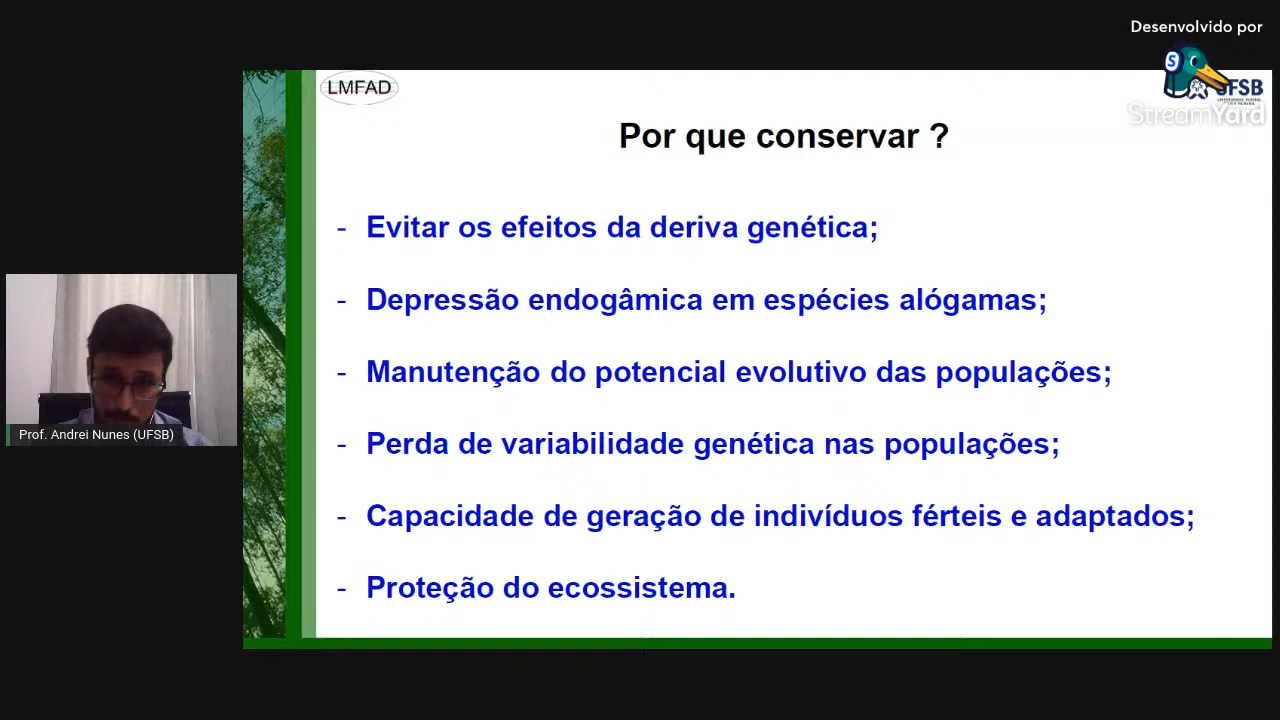 Desenvolvido por
StreamYard
LMFAD
UFSB
Por que conservar ?
- Evitar os efeitos da deriva genética;
- Depressão endogâmica em espécies alógamas;
- Manutenção do potencial evolutivo das populações;
- Perda de variabilidade genética nas populações;
- Capacidade de geração de indivíduos férteis e adaptados;
- Proteção do ecossistema.
Prof. Andrei Nunes (UFSB)